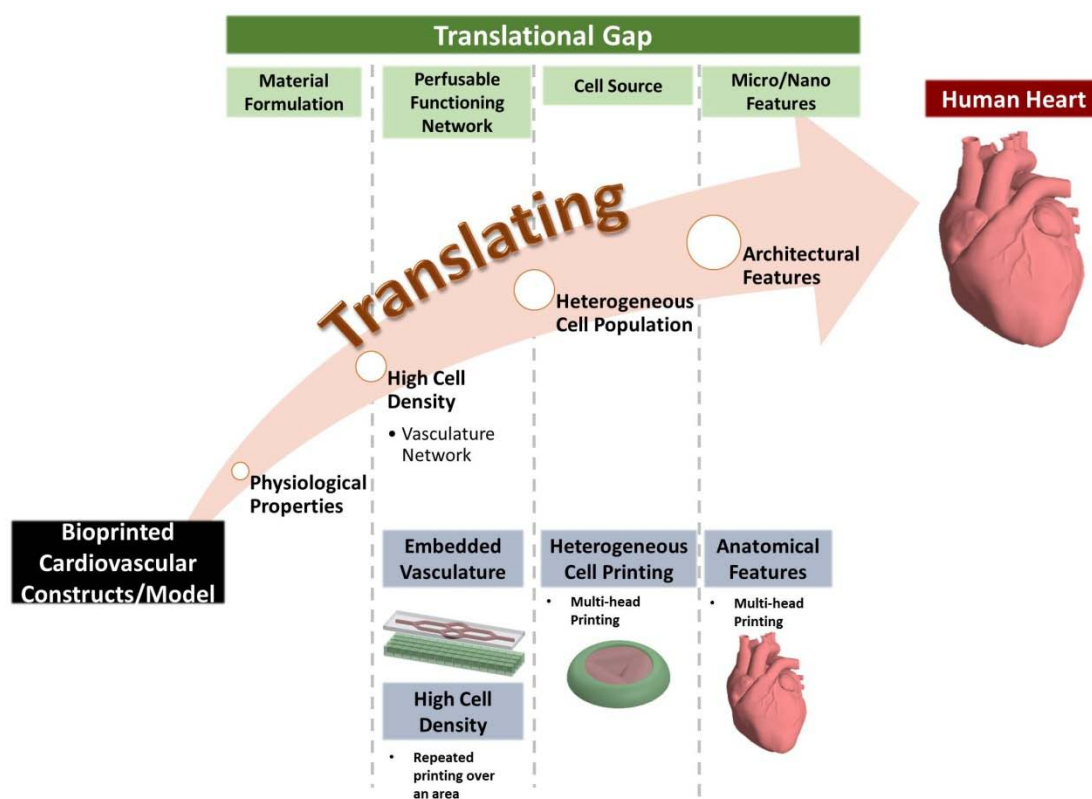 Translational Gap
Material
Formulation
Perfusable
Functioning
Network
Cell Source
Micro/Nano
Features
Human Heart
Translating
Architectural
Features
Heterogeneous
Cell Population
High Cell
Density
• Vasculature
Network
Physiological
Properties
Bioprinted
Cardiovascular
Constructs/Model
Embedded
Vasculature
High Cell
Density
• Repeated
printing over
an area
Heterogeneous
Cell Printing
• Multi-head
Printing
Anatomical
Features
• Multi-head
Printing